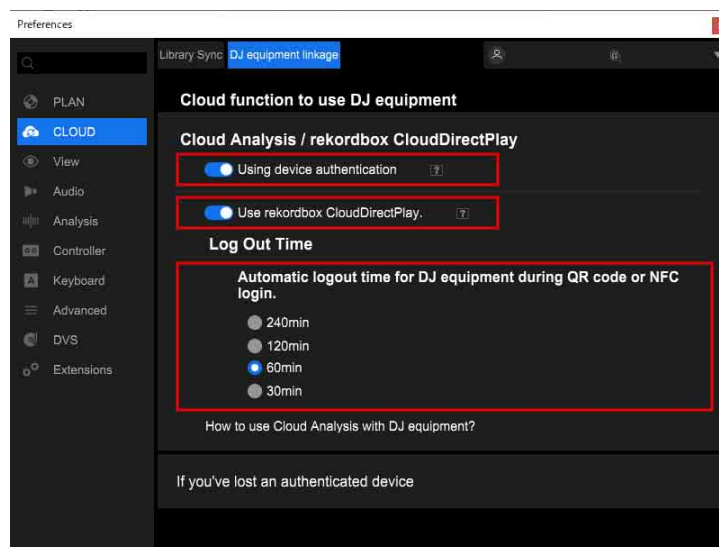 Preferences
Library Sync DJ equipment linkage
PLAN
CLOUD
View
Audio
Analysis
Controller
Keyboard
Advanced
DVS
Extensions
Cloud function to use DJ equipment
Cloud Analysis / rekordbox CloudDirectPlay
Using device authentication ?
Use rekordbox CloudDirectPlay. ?
Log Out Time
Automatic logout time for DJ equipment during QR code or NFC
login.
240min
120min
60min
30min
How to use Cloud Analysis with DJ equipment?
If you've lost an authenticated device